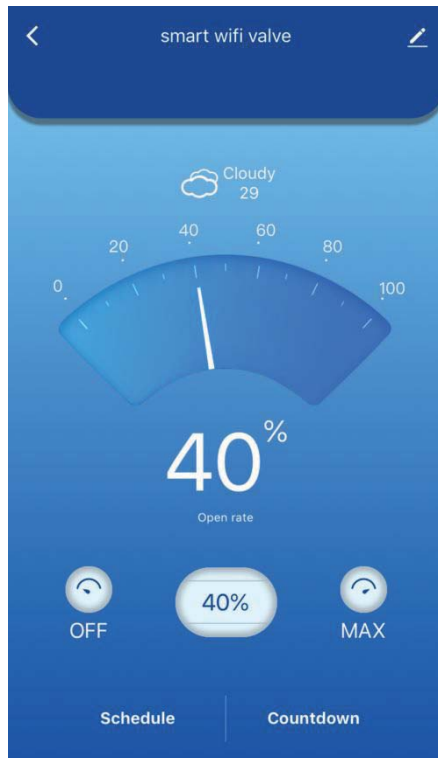 smart wifi valve
Cloudy
29
40 60
20 80
0 100
40%
Open rate
40%
OFF MAX
Schedule Countdown